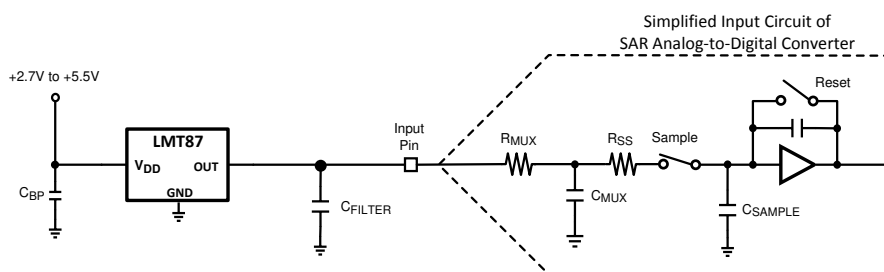 Simplified Input Circuit of
SAR Analog-to-Digital Converter
+2.7V to +5.5V
Reset
LMT87
Input
Pin
RMUX
RSS
Sample
VDD
OUT
GND
CBP
CFILTER
CMUX
CSAMPLE